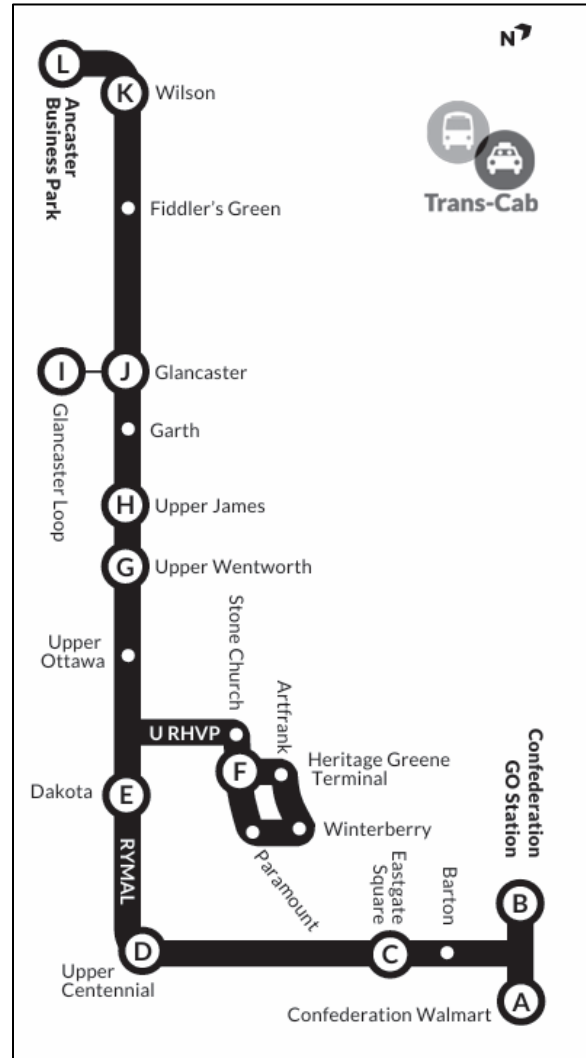 N
L
K
Wilson
Ancaster
Business Park
Trans-Cab
Fiddler's Green
I
J
Glancaster
Glancaster Loop
Garth
H
Upper James
G
Upper Wentworth
Upper
Ottawa
Stone Church
Artfrank
U RHVP
F
Heritage Greene
Terminal
Dakota
E
Winterberry
Paramount
RYMAL
Eastgate
Square
Barton
Confederation
GO Station
B
D
Upper
Centennial
C
A
Confederation Walmart